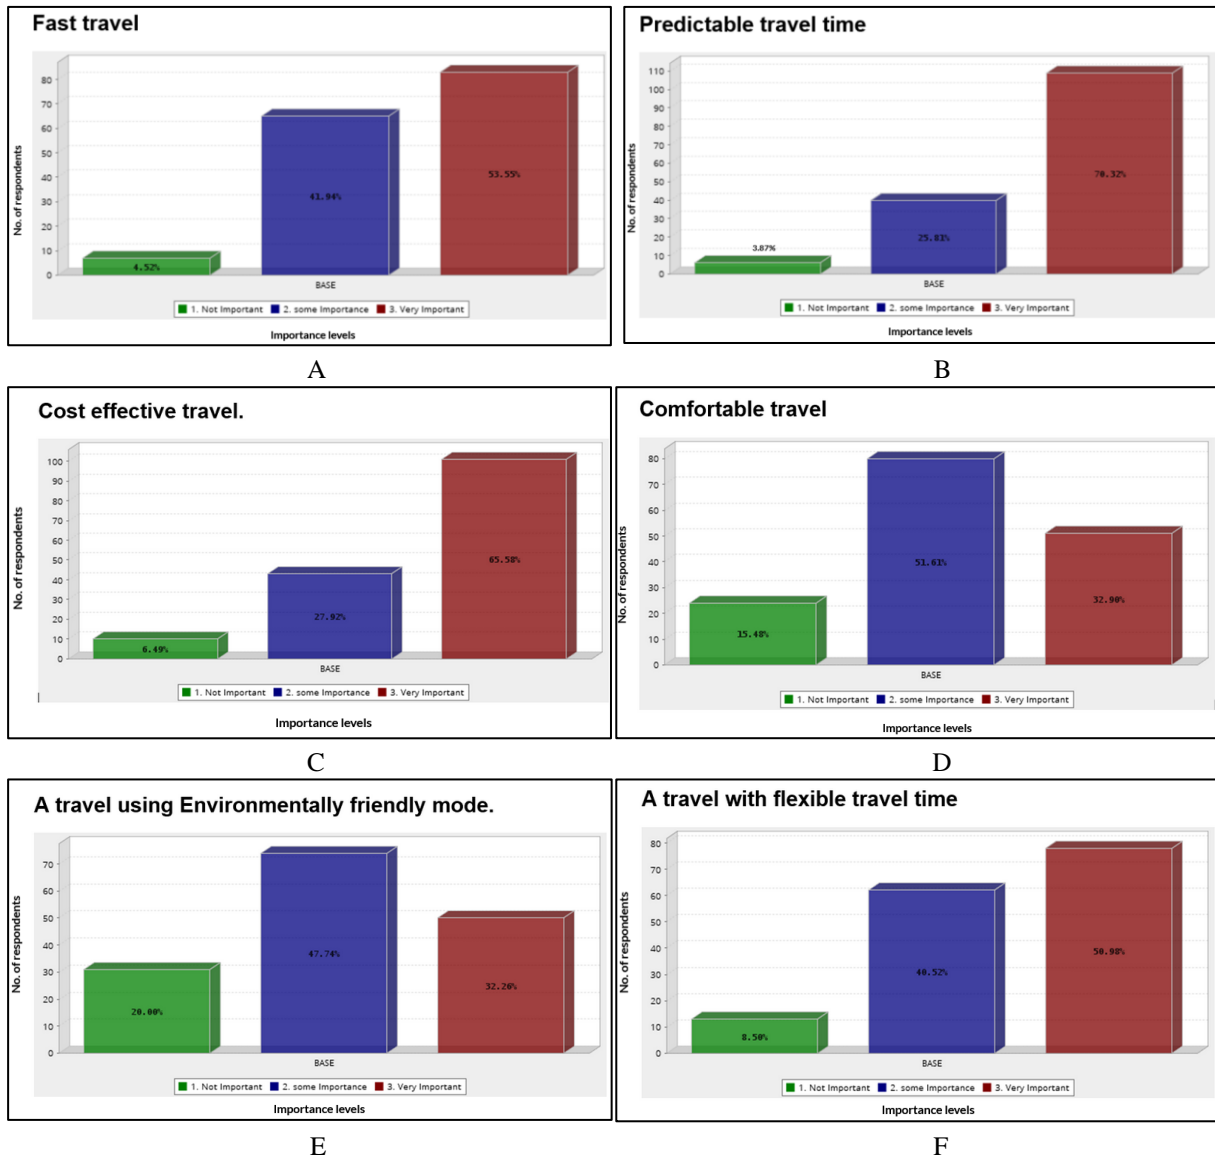 Fast travel
No. of respondents
80
70
60
50
40
30
20
10
0
4.52%
41.94%
53.55%
BASE
1. Not Important 2. some Importance 3. Very Important
Importance levels
A
Predictable travel time
No. of respondents
110
100
90
80
70
60
50
40
30
20
10
0
3.87%
25.81%
70.32%
BASE
1. Not Important 2. some Importance 3. Very Important
Importance levels
B
Cost effective travel.
No. of respondents
100
90
80
70
60
50
40
30
20
10
0
6.49%
27.92%
65.58%
BASE
1. Not Important 2. some Importance 3. Very Important
Importance levels
C
Comfortable travel
No. of respondents
80
70
60
50
40
30
20
10
0
15.48%
51.61%
32.90%
BASE
1. Not Important 2. some Importance 3. Very Important
Importance levels
D
A travel using Environmentally friendly mode.
No. of respondents
70
60
50
40
30
20
10
0
20.00%
47.74%
32.26%
BASE
1. Not Important 2. some Importance 3. Very Important
Importance levels
E
A travel with flexible travel time
No. of respondents
80
70
60
50
40
30
20
10
0
8.50%
40.52%
50.98%
BASE
1. Not Important 2. some Importance 3. Very Important
Importance levels
F